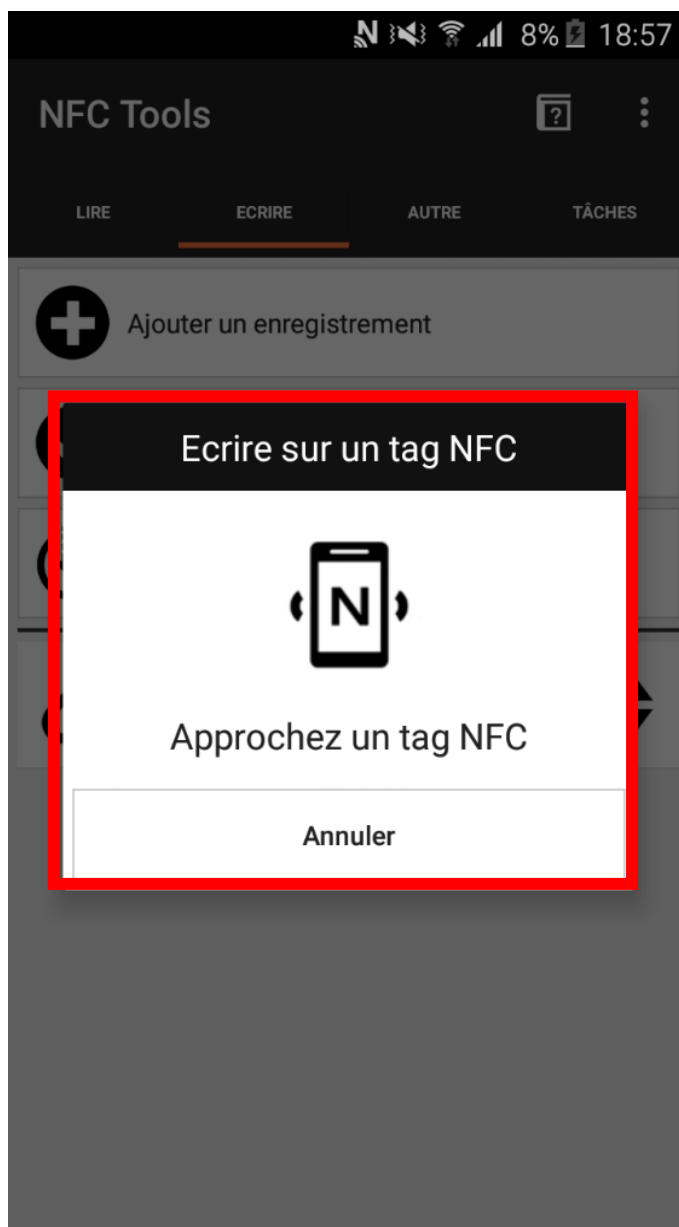 8% 18:57
NFC Tools
LIRE ECRIRE AUTRE TÂCHES
Ajouter un enregistrement
Ecrire sur un tag NFC
N
Approchez un tag NFC
Annuler